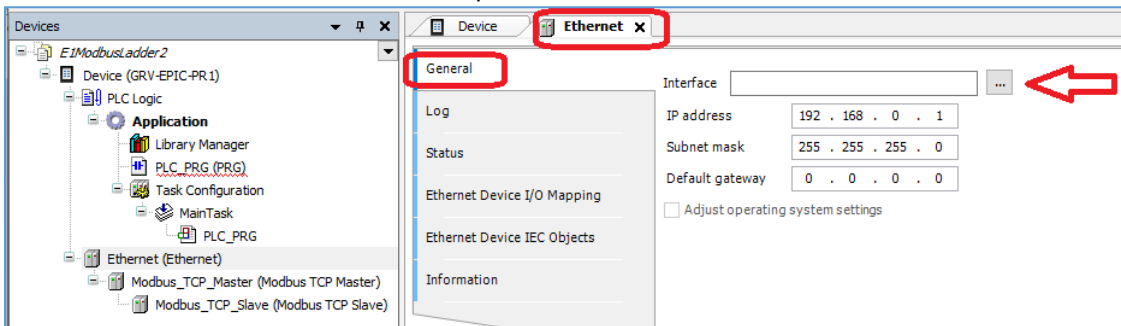 Devices
E1ModbusLadder2
Device (GRV-EPIC-PR1)
PLC Logic
Application
Library Manager
PLC_PRG (PRG)
Task Configuration
MainTask
PLC_PRG
Ethernet (Ethernet)
Modbus_TCP_Master (Modbus TCP Master)
Modbus_TCP_Slave (Modbus TCP Slave)
Device
Ethernet
General
Log
Status
Ethernet Device I/O Mapping
Ethernet Device IEC Objects
Information
Interface ...
IP address 192 . 168 . 0 . 1
Subnet mask 255 . 255 . 255 . 0
Default gateway 0 . 0 . 0 . 0
Adjust operating system settings